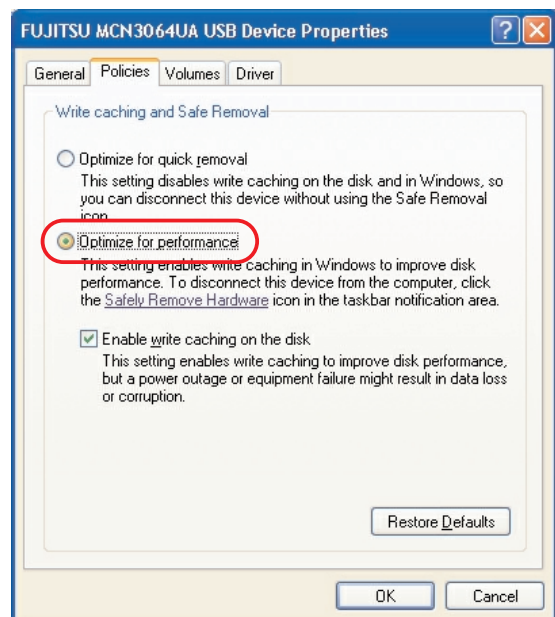 FUJITSU MCN3064UA USB Device Properties
General Policies Volumes Driver
Write caching and Safe Removal
Optimize for quick removal
This setting disables write caching on the disk and in Windows, so
you can disconnect this device without using the Safe Removal
icon.
Optimize for performance
This setting enables write caching in Windows to improve disk
performance. To disconnect this device from the computer, click
the Safely Remove Hardware icon in the taskbar notification area.
Enable write caching on the disk
This setting enables write caching to improve disk performance,
but a power outage or equipment failure might result in data loss
or corruption.
Restore Defaults
OK Cancel